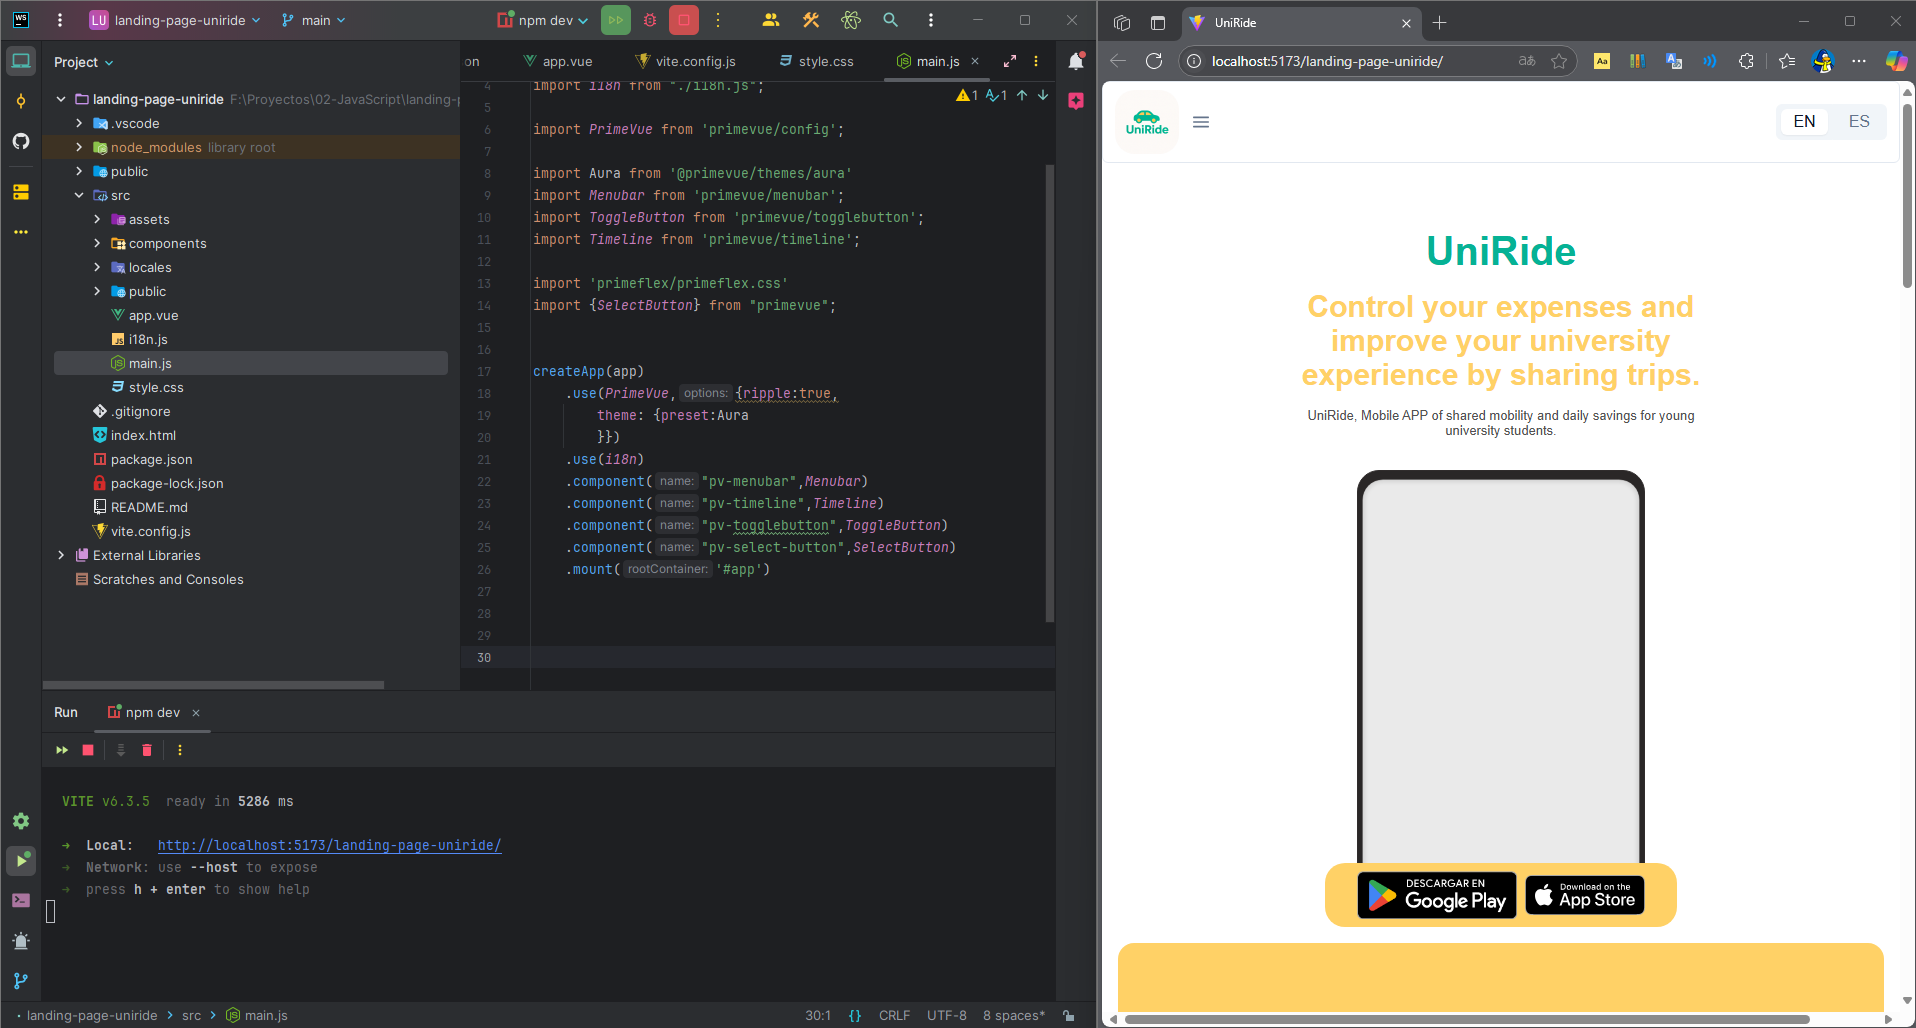 WS
LU landing-page-uniride
main
npm dev
Project
on
app.vue
vite.config.js
style.css
main.js
landing-page-uniride F:\Proyectos\02-JavaScript\landing-p
.vscode
node_modules library root
public
src
assets
components
locales
public
app.vue
i18n.js
main.js
style.css
.gitignore
index.html
package.json
package-lock.json
README.md
vite.config.js
External Libraries
Scratches and Consoles
1 1
4 import i18n from "./i18n.js";
5
6 import PrimeVue from 'primevue/config';
7
8 import Aura from '@primevue/themes/aura'
9 import Menubar from 'primevue/menubar';
10 import ToggleButton from 'primevue/togglebutton';
11 import Timeline from 'primevue/timeline';
12
13 import 'primeflex/primeflex.css'
14 import {SelectButton} from "primevue";
15
16
17 createApp(app)
18 .use(PrimeVue, options: {ripple:true,
19 theme: {preset:Aura
20 }})
21 .use(i18n)
22 .component( name: "pv-menubar",Menubar)
23 .component( name: "pv-timeline",Timeline)
24 .component( name: "pv-togglebutton",ToggleButton)
25 .component( name: "pv-select-button",SelectButton)
26 .mount( rootContainer: '#app')
27
28
29
30
Run npm dev
VITE v6.3.5 ready in 5286 ms
➜ Local: http://localhost:5173/landing-page-uniride/
➜ Network: use --host to expose
➜ press h + enter to show help
landing-page-uniride > src > main.js
30:1 {} CRLF UTF-8 8 spaces*
UniRide
localhost:5173/landing-page-uniride/
UniRide
EN ES
UniRide
Control your expenses and
improve your university
experience by sharing trips.
UniRide, Mobile APP of shared mobility and daily savings for young
university students.
DESCARGAR EN
Google Play
Download on the
App Store